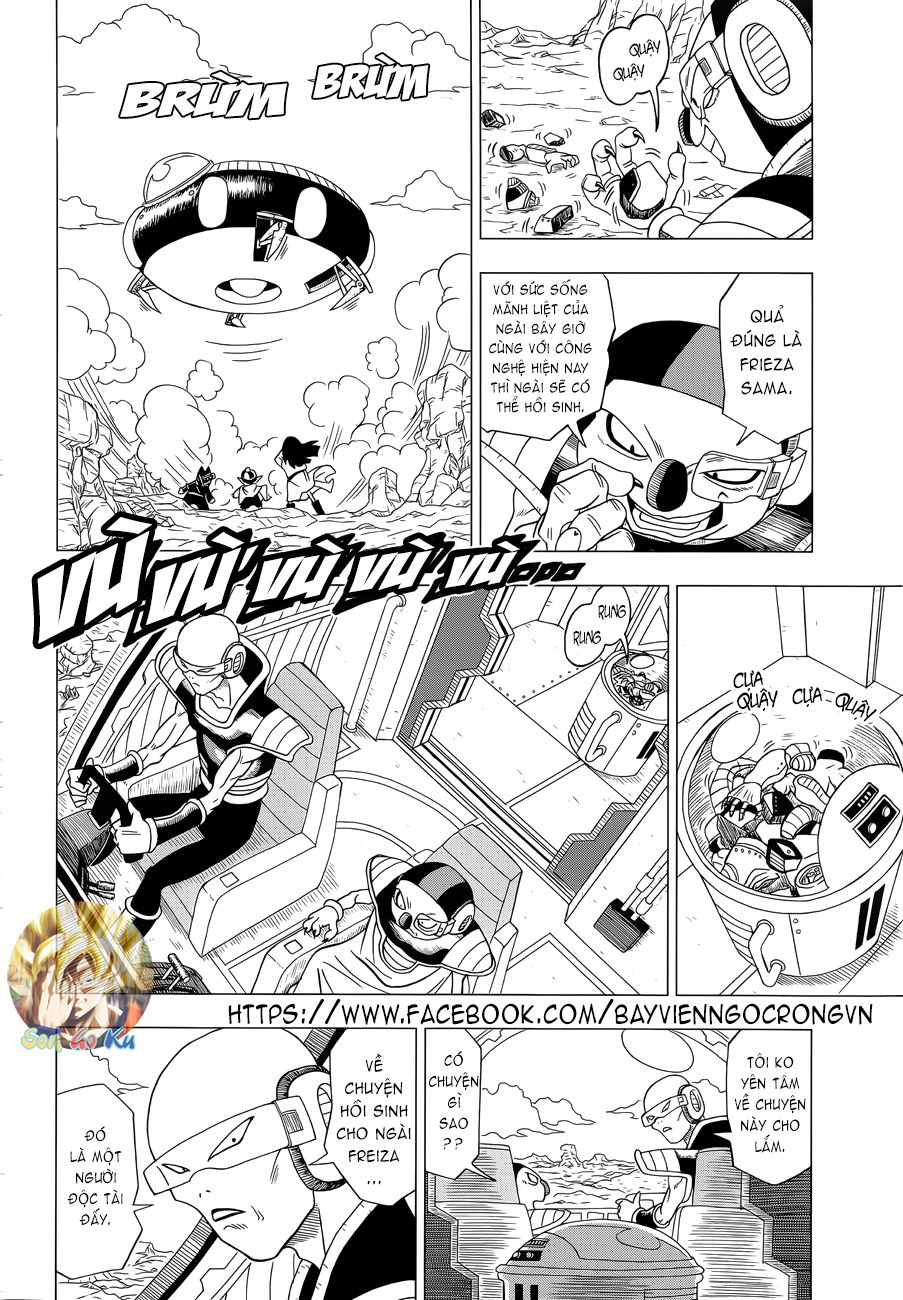 QUẬY
QUẬY
BRÙM
BRÙM
QUẢ
ĐÚNG LÀ
FRIEZA
SAMA.
VỚI SỨC SỐNG
MÃNH LIỆT CỦA
NGÀI BÂY GIỜ
CÙNG VỚI CÔNG
NGHỆ HIỆN NAY
THÌ NGÀI SẼ CÓ
THỂ HỒI SINH.
VÙ VÙ VÙ VÙ VÙ...
RUNG
RUNG
CỰA
QUẬY
CỰA QUẬY
HTTPS://WWW.FACEBOOK.COM/BAYVIENNGOCRONGVN
Son Go Ku
TÔI KO
YÊN TÂM
VỀ CHUYỆN
NÀY CHO
LẮM.
CÓ
CHUYỆN
GÌ
SAO
??
VỀ
CHUYỆN
HỒI SINH
CHO NGÀI
FREIZA
...
ĐÓ
LÀ MỘT
NGƯỜI
ĐỘC TÀI
ĐẤY.